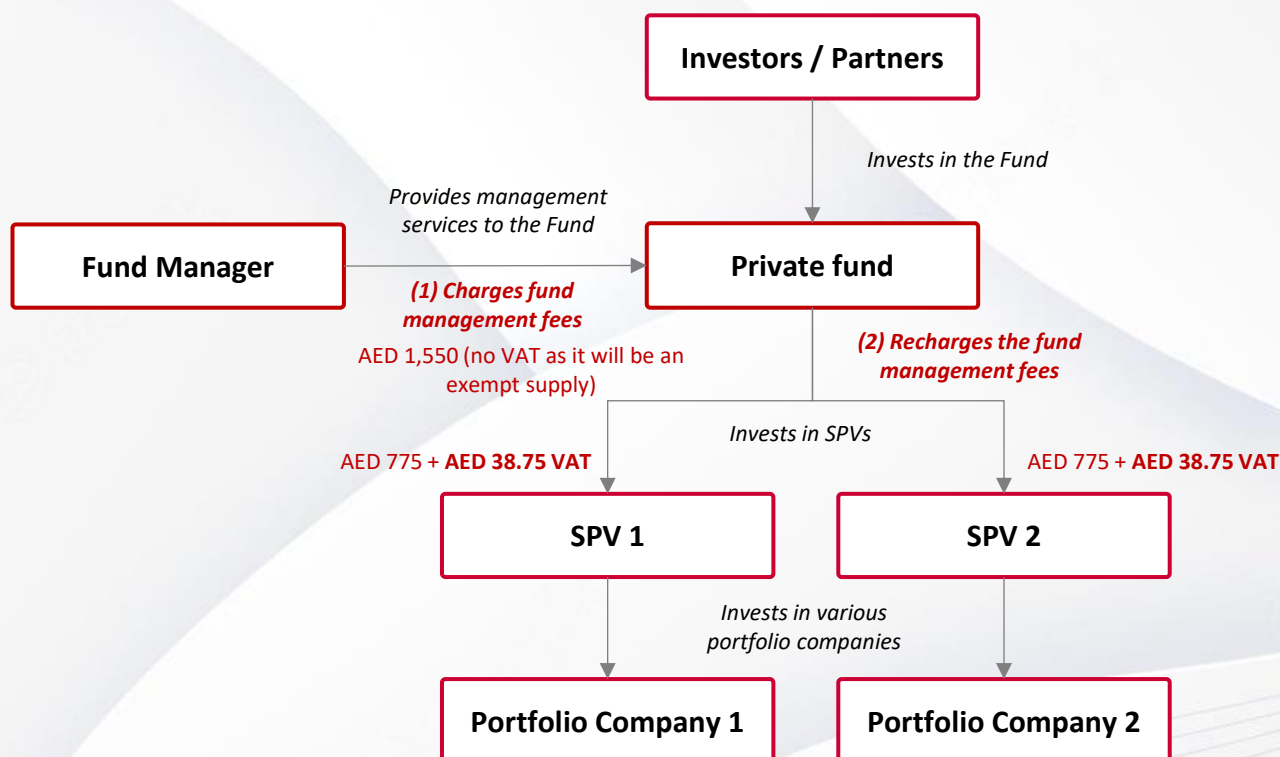 Investors / Partners
Invests in the Fund
Provides management
services to the Fund
Fund Manager
Private fund
(1) Charges fund
management fees
AED 1,550 (no VAT as it will be an
exempt supply)
(2) Recharges the fund
management fees
Invests in SPVs
AED 775 + AED 38.75 VAT
AED 775 + AED 38.75 VAT
SPV 1
SPV 2
Invests in various
portfolio companies
Portfolio Company 1
Portfolio Company 2